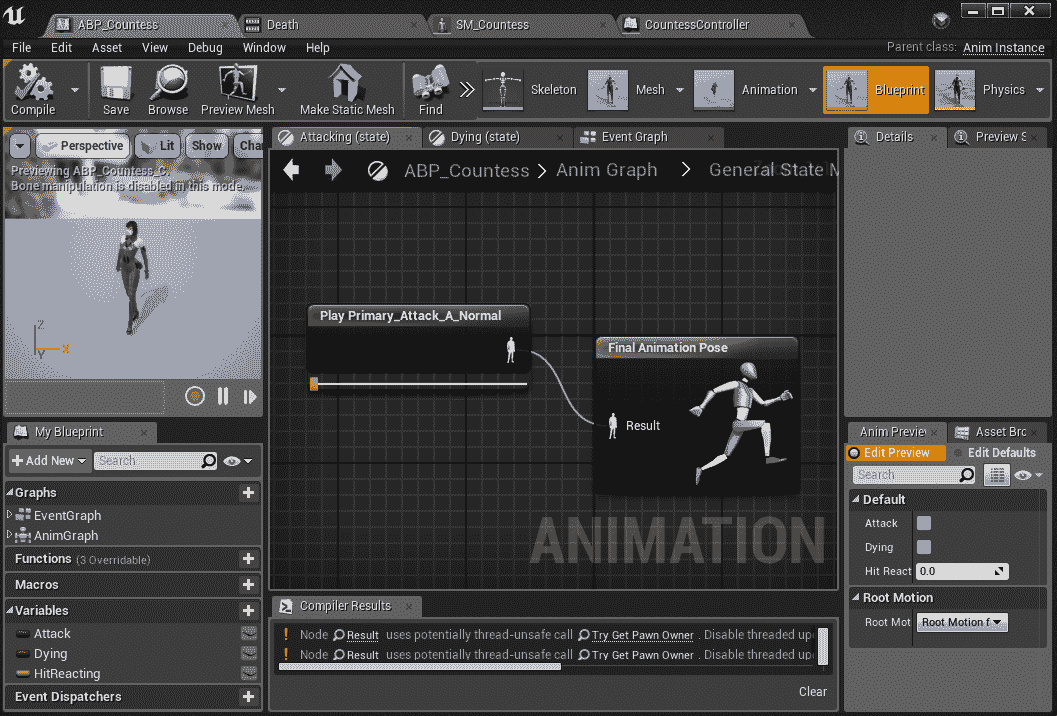 ABP_Countess
Death
SM_Countess
CountessController
File Edit Asset View Debug Window Help
Parent class: Anim Instance
Compile
Save
Browse
Preview Mesh
Make Static Mesh
Find
Skeleton
Mesh
Animation
Blueprint
Physics
Perspective
Lit
Show
Char
Previewing ABP_Countess_C.
Bone manipulation is disabled in this mode.
Z
X
Y
Attacking (state)
Dying (state)
Event Graph
ABP_Countess > Anim Graph > General State M
Play Primary_Attack_A_Normal
Final Animation Pose
Result
ANIMATION
Details
Preview S
My Blueprint
Add New
Search
Graphs
EventGraph
AnimGraph
Functions (3 Overridable)
Macros
Variables
Attack
Dying
HitReacting
Event Dispatchers
Compiler Results
Node Result uses potentially thread-unsafe call Try Get Pawn Owner . Disable threaded upd
Node Result uses potentially thread-unsafe call Try Get Pawn Owner . Disable threaded upd
Clear
Anim Previe
Asset Bro
Edit Preview
Edit Defaults
Search
Default
Attack
Dying
Hit React 0.0
Root Motion
Root Mot Root Motion f